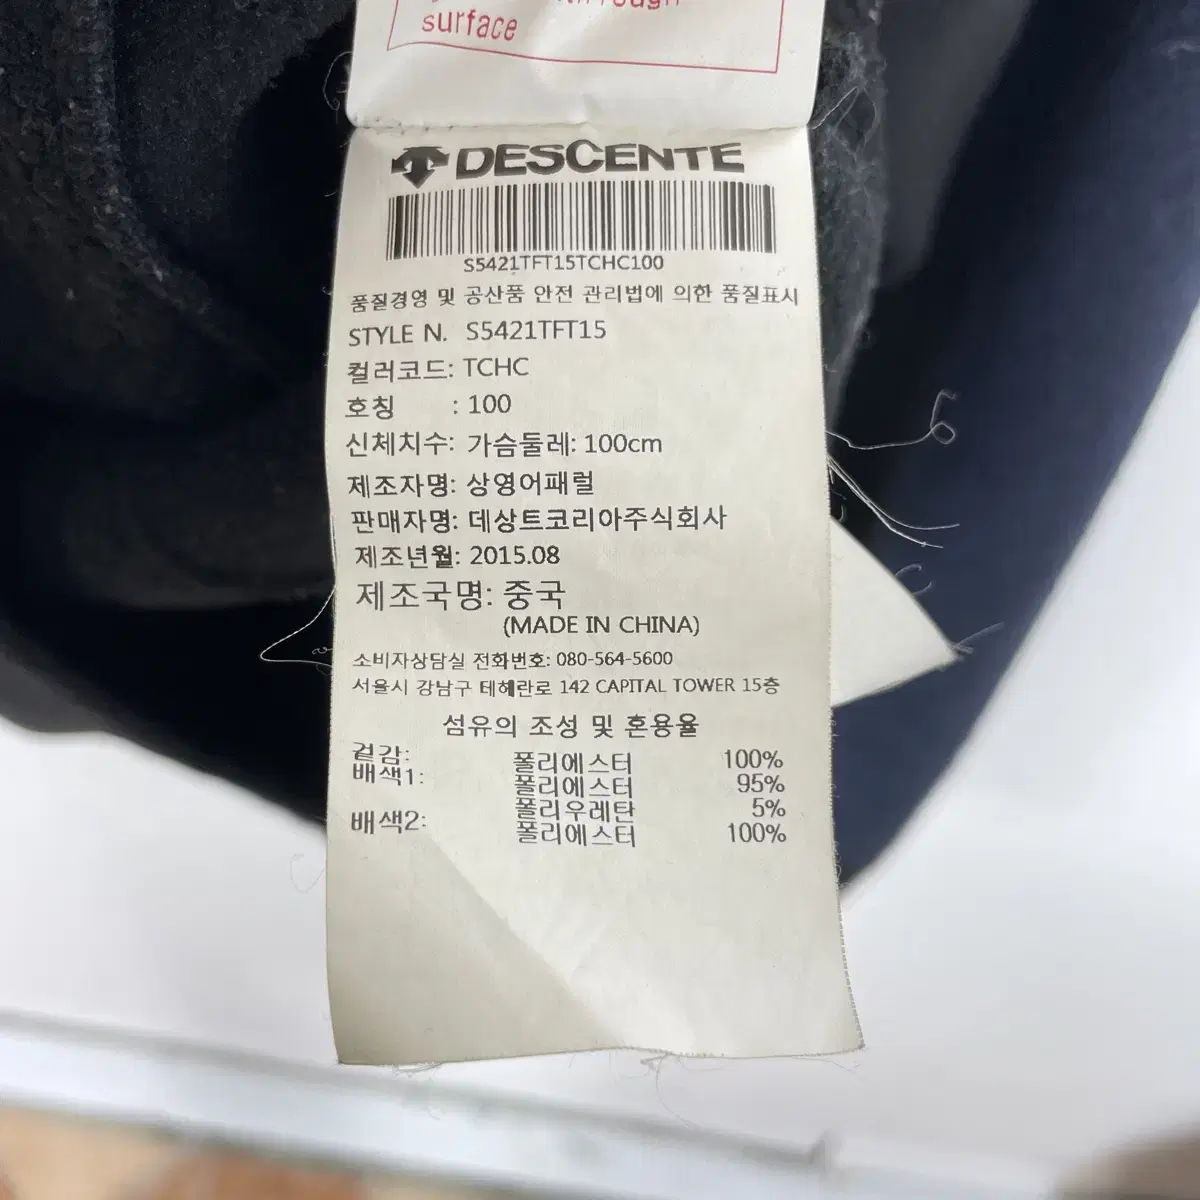 surface
DESCENTE
S5421TFT15TCHC100
품질경영 및 공산품 안전 관리법에 의한 품질표시
STYLE N. S5421TFT15
컬러코드: TCHC
호칭 : 100
신체치수: 가슴둘레: 100cm
제조자명: 상영어패럴
판매자명: 데상트코리아주식회사
제조년월: 2015.08
제조국명: 중국
(MADE IN CHINA)
소비자상담실 전화번호: 080-564-5600
서울시 강남구 테헤란로 142 CAPITAL TOWER 15층
섬유의 조성 및 혼용율
겉감: 폴리에스터 100%
배색1: 폴리에스터 95%
폴리우레탄 5%
배색2: 폴리에스터 100%